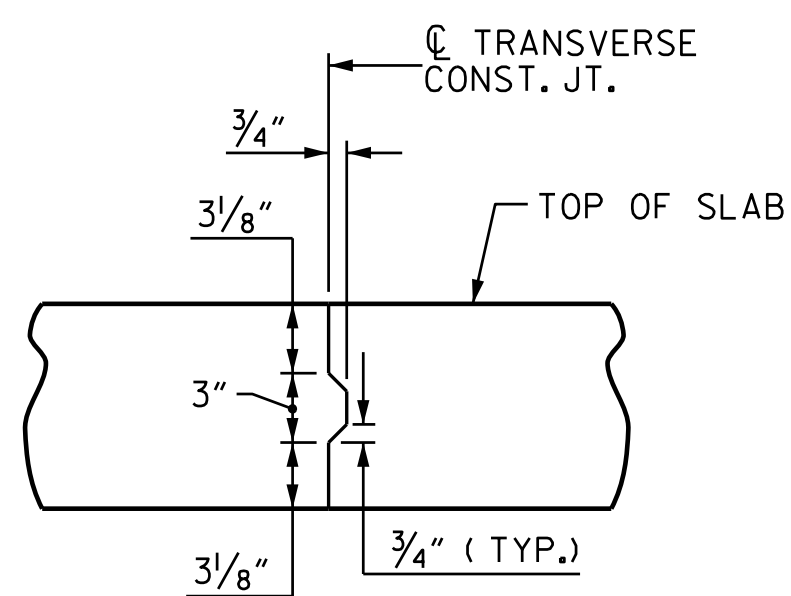 ℄ TRANSVERSE
CONST. JT.
3/4"
3 1/8"
TOP OF SLAB
3"
3/4" (TYP.)
3 1/8"